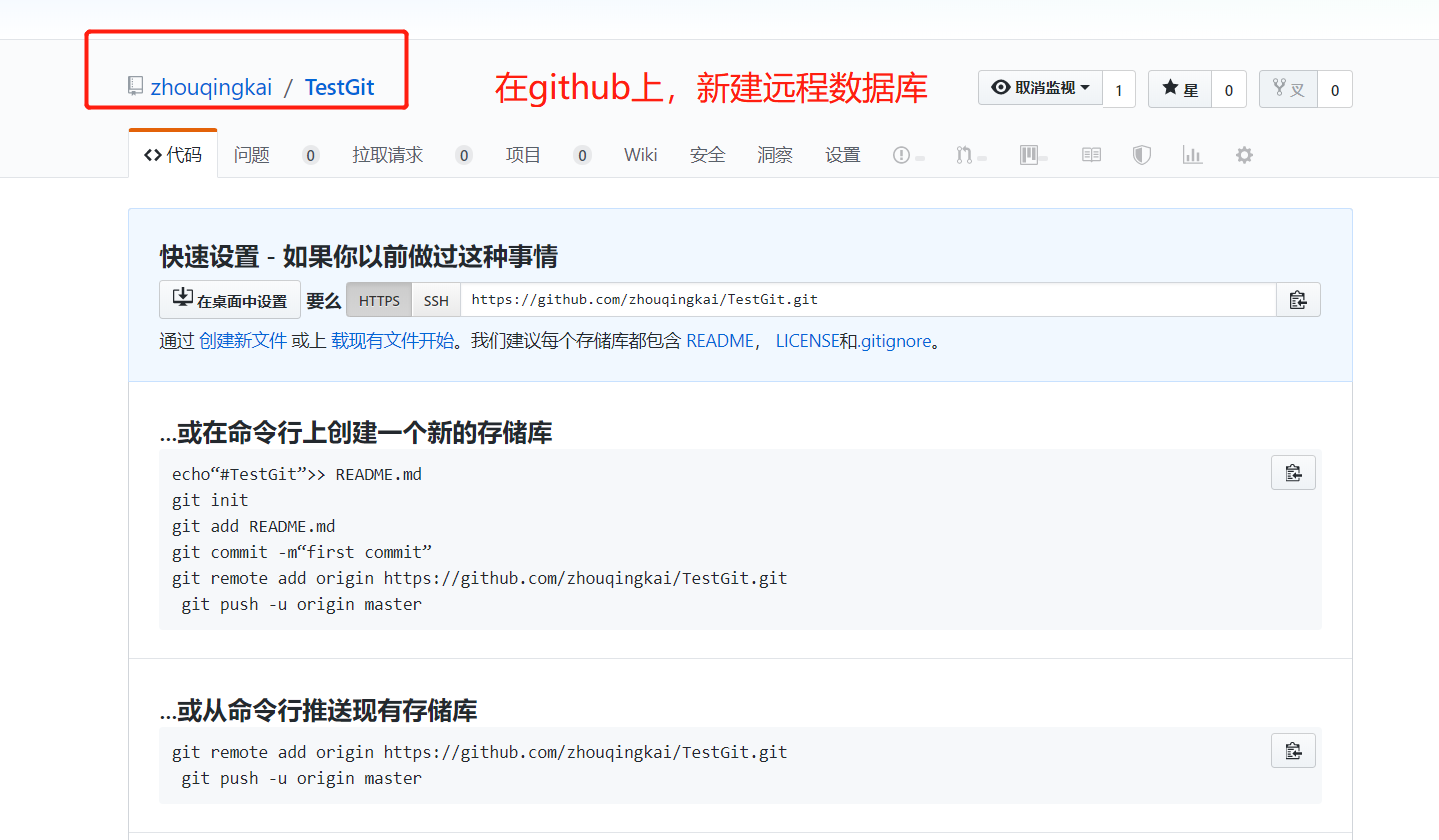 zhouqingkai / TestGit
在github上，新建远程数据库
取消监视 1 星 0 叉 0
代码 问题 0 拉取请求 0 项目 0 Wiki 安全 洞察 设置
快速设置 - 如果你以前做过这种事情
在桌面中设置 要么 HTTPS SSH https://github.com/zhouqingkai/TestGit.git
通过 创建新文件 或上 载现有文件开始。我们建议每个存储库都包含 README， LICENSE和.gitignore。
...或在命令行上创建一个新的存储库
echo“#TestGit”>> README.md
git init
git add README.md
git commit -m“first commit”
git remote add origin https://github.com/zhouqingkai/TestGit.git
git push -u origin master
...或从命令行推送现有存储库
git remote add origin https://github.com/zhouqingkai/TestGit.git
git push -u origin master